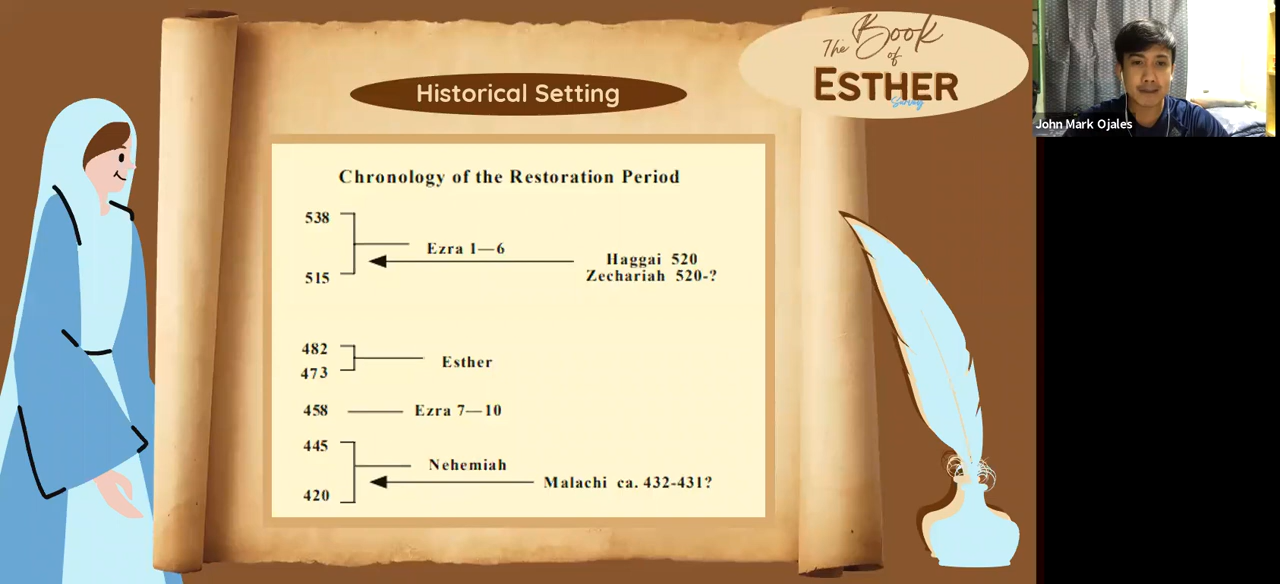 The Book
of
ESTHER
Survey
Historical Setting
John Mark Ojales
Chronology of the Restoration Period
538
Ezra 1—6
515
Haggai 520
Zechariah 520-?
482
Esther
473
458 Ezra 7—10
445
Nehemiah
Malachi ca. 432-431?
420